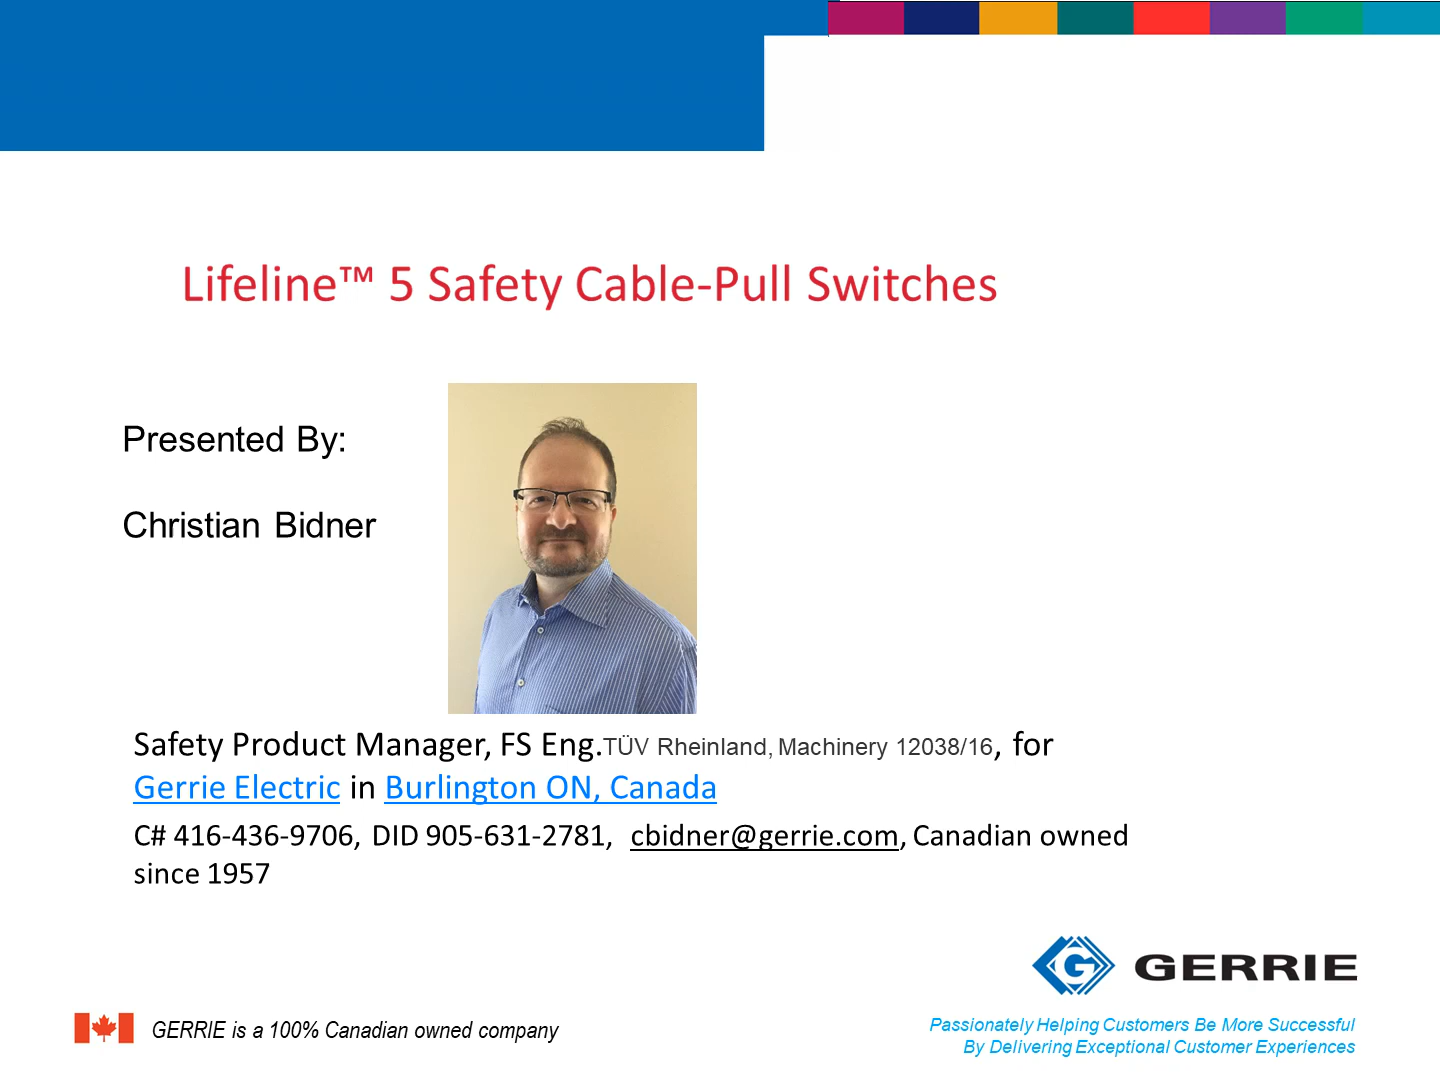 Lifeline™ 5 Safety Cable-Pull Switches
Presented By:
Christian Bidner
Safety Product Manager, FS Eng.TÜV Rheinland, Machinery 12038/16, for
Gerrie Electric in Burlington ON, Canada
C# 416-436-9706, DID 905-631-2781, cbidner@gerrie.com, Canadian owned
since 1957
G GERRIE
GERRIE is a 100% Canadian owned company
Passionately Helping Customers Be More Successful
By Delivering Exceptional Customer Experiences